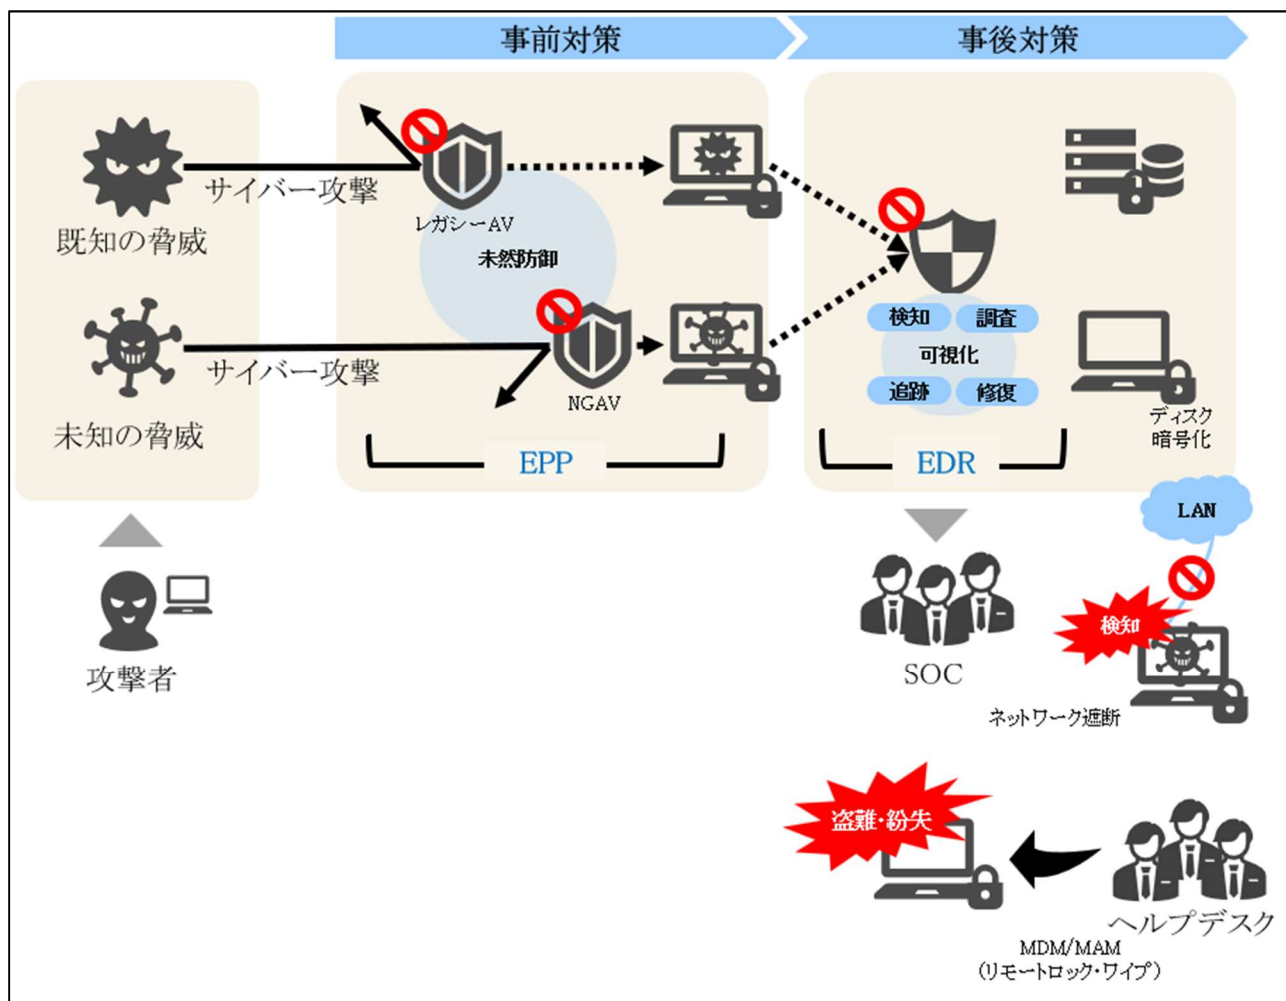 事前対策
事後対策
サイバー攻撃
既知の脅威
レガシーAV
未然防御
サイバー攻撃
未知の脅威
NGAV
EPP
検知
調査
可視化
追跡
修復
EDR
ディスク
暗号化
LAN
攻撃者
SOC
検知
ネットワーク遮断
盗難・紛失
ヘルプデスク
MDM/MAM
(リモートロック・ワイプ)